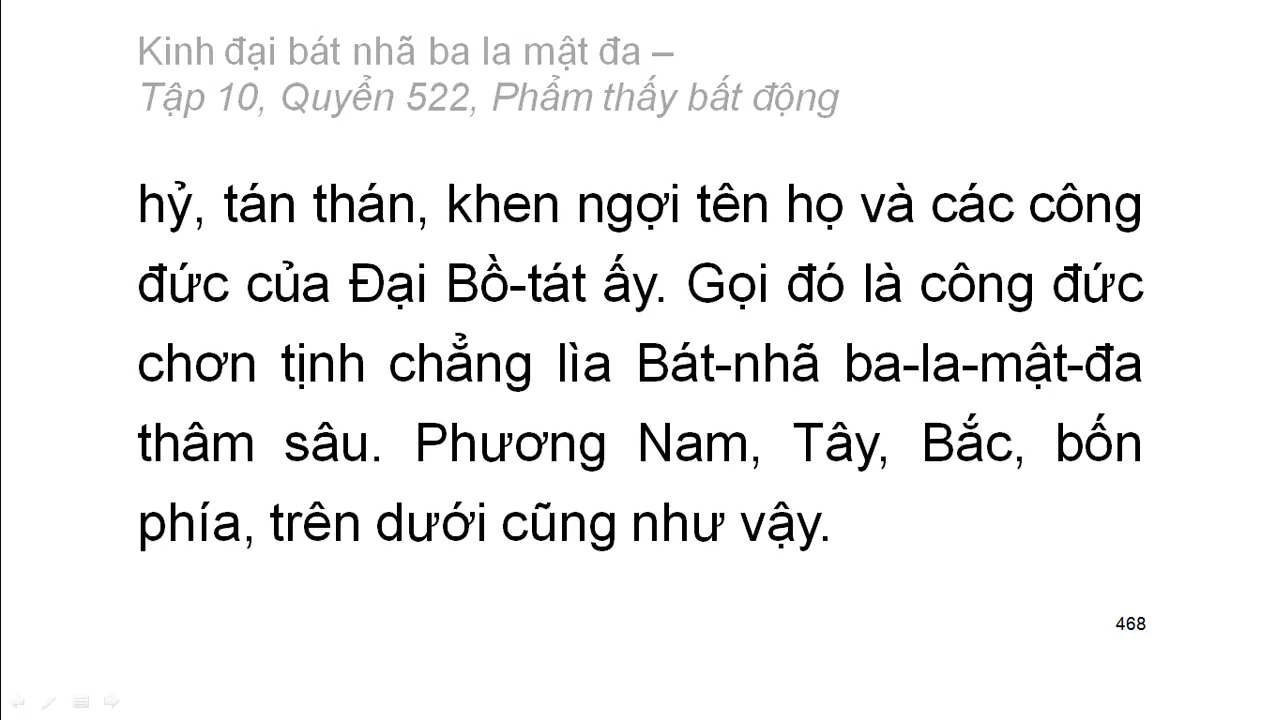 Kinh đại bát nhã ba la mật đa –
Tập 10, Quyển 522, Phẩm thấy bất động
hỷ, tán thán, khen ngợi tên họ và các công
đức của Đại Bồ-tát ấy. Gọi đó là công đức
chơn tịnh chẳng lìa Bát-nhã ba-la-mật-đa
thâm sâu. Phương Nam, Tây, Bắc, bốn
phía, trên dưới cũng như vậy.
468